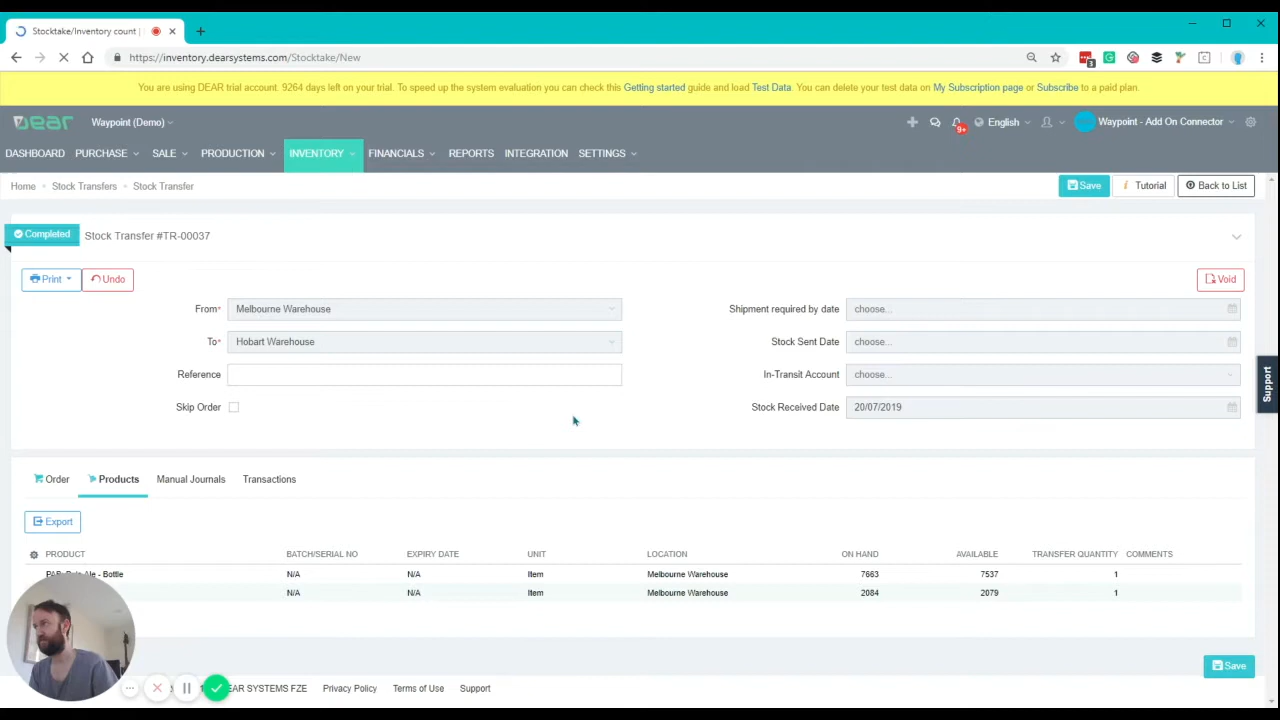 Stocktake/Inventory count |
https://inventory.dearsystems.com/Stocktake/New
3
You are using DEAR trial account. 9264 days left on your trial. To speed up the system evaluation you can check this Getting started guide and load Test Data. You can delete your test data on My Subscription page or Subscribe to a paid plan.
Dear Waypoint (Demo) 9+ English Waypoint - Add On Connector
DASHBOARD PURCHASE SALE PRODUCTION INVENTORY FINANCIALS REPORTS INTEGRATION SETTINGS
Home Stock Transfers Stock Transfer Save Tutorial Back to List
Completed Stock Transfer #TR-00037
Print Undo Void
From* Melbourne Warehouse Shipment required by date choose...
To* Hobart Warehouse Stock Sent Date choose...
Reference In-Transit Account choose...
Skip Order Stock Received Date 20/07/2019
Support
Order Products Manual Journals Transactions
Export
PRODUCT BATCH/SERIAL NO EXPIRY DATE UNIT LOCATION ON HAND AVAILABLE TRANSFER QUANTITY COMMENTS
Ale - Bottle N/A N/A Item Melbourne Warehouse 7663 7537 1
N/A N/A Item Melbourne Warehouse 2084 2079 1
Save
DEAR SYSTEMS FZE Privacy Policy Terms of Use Support